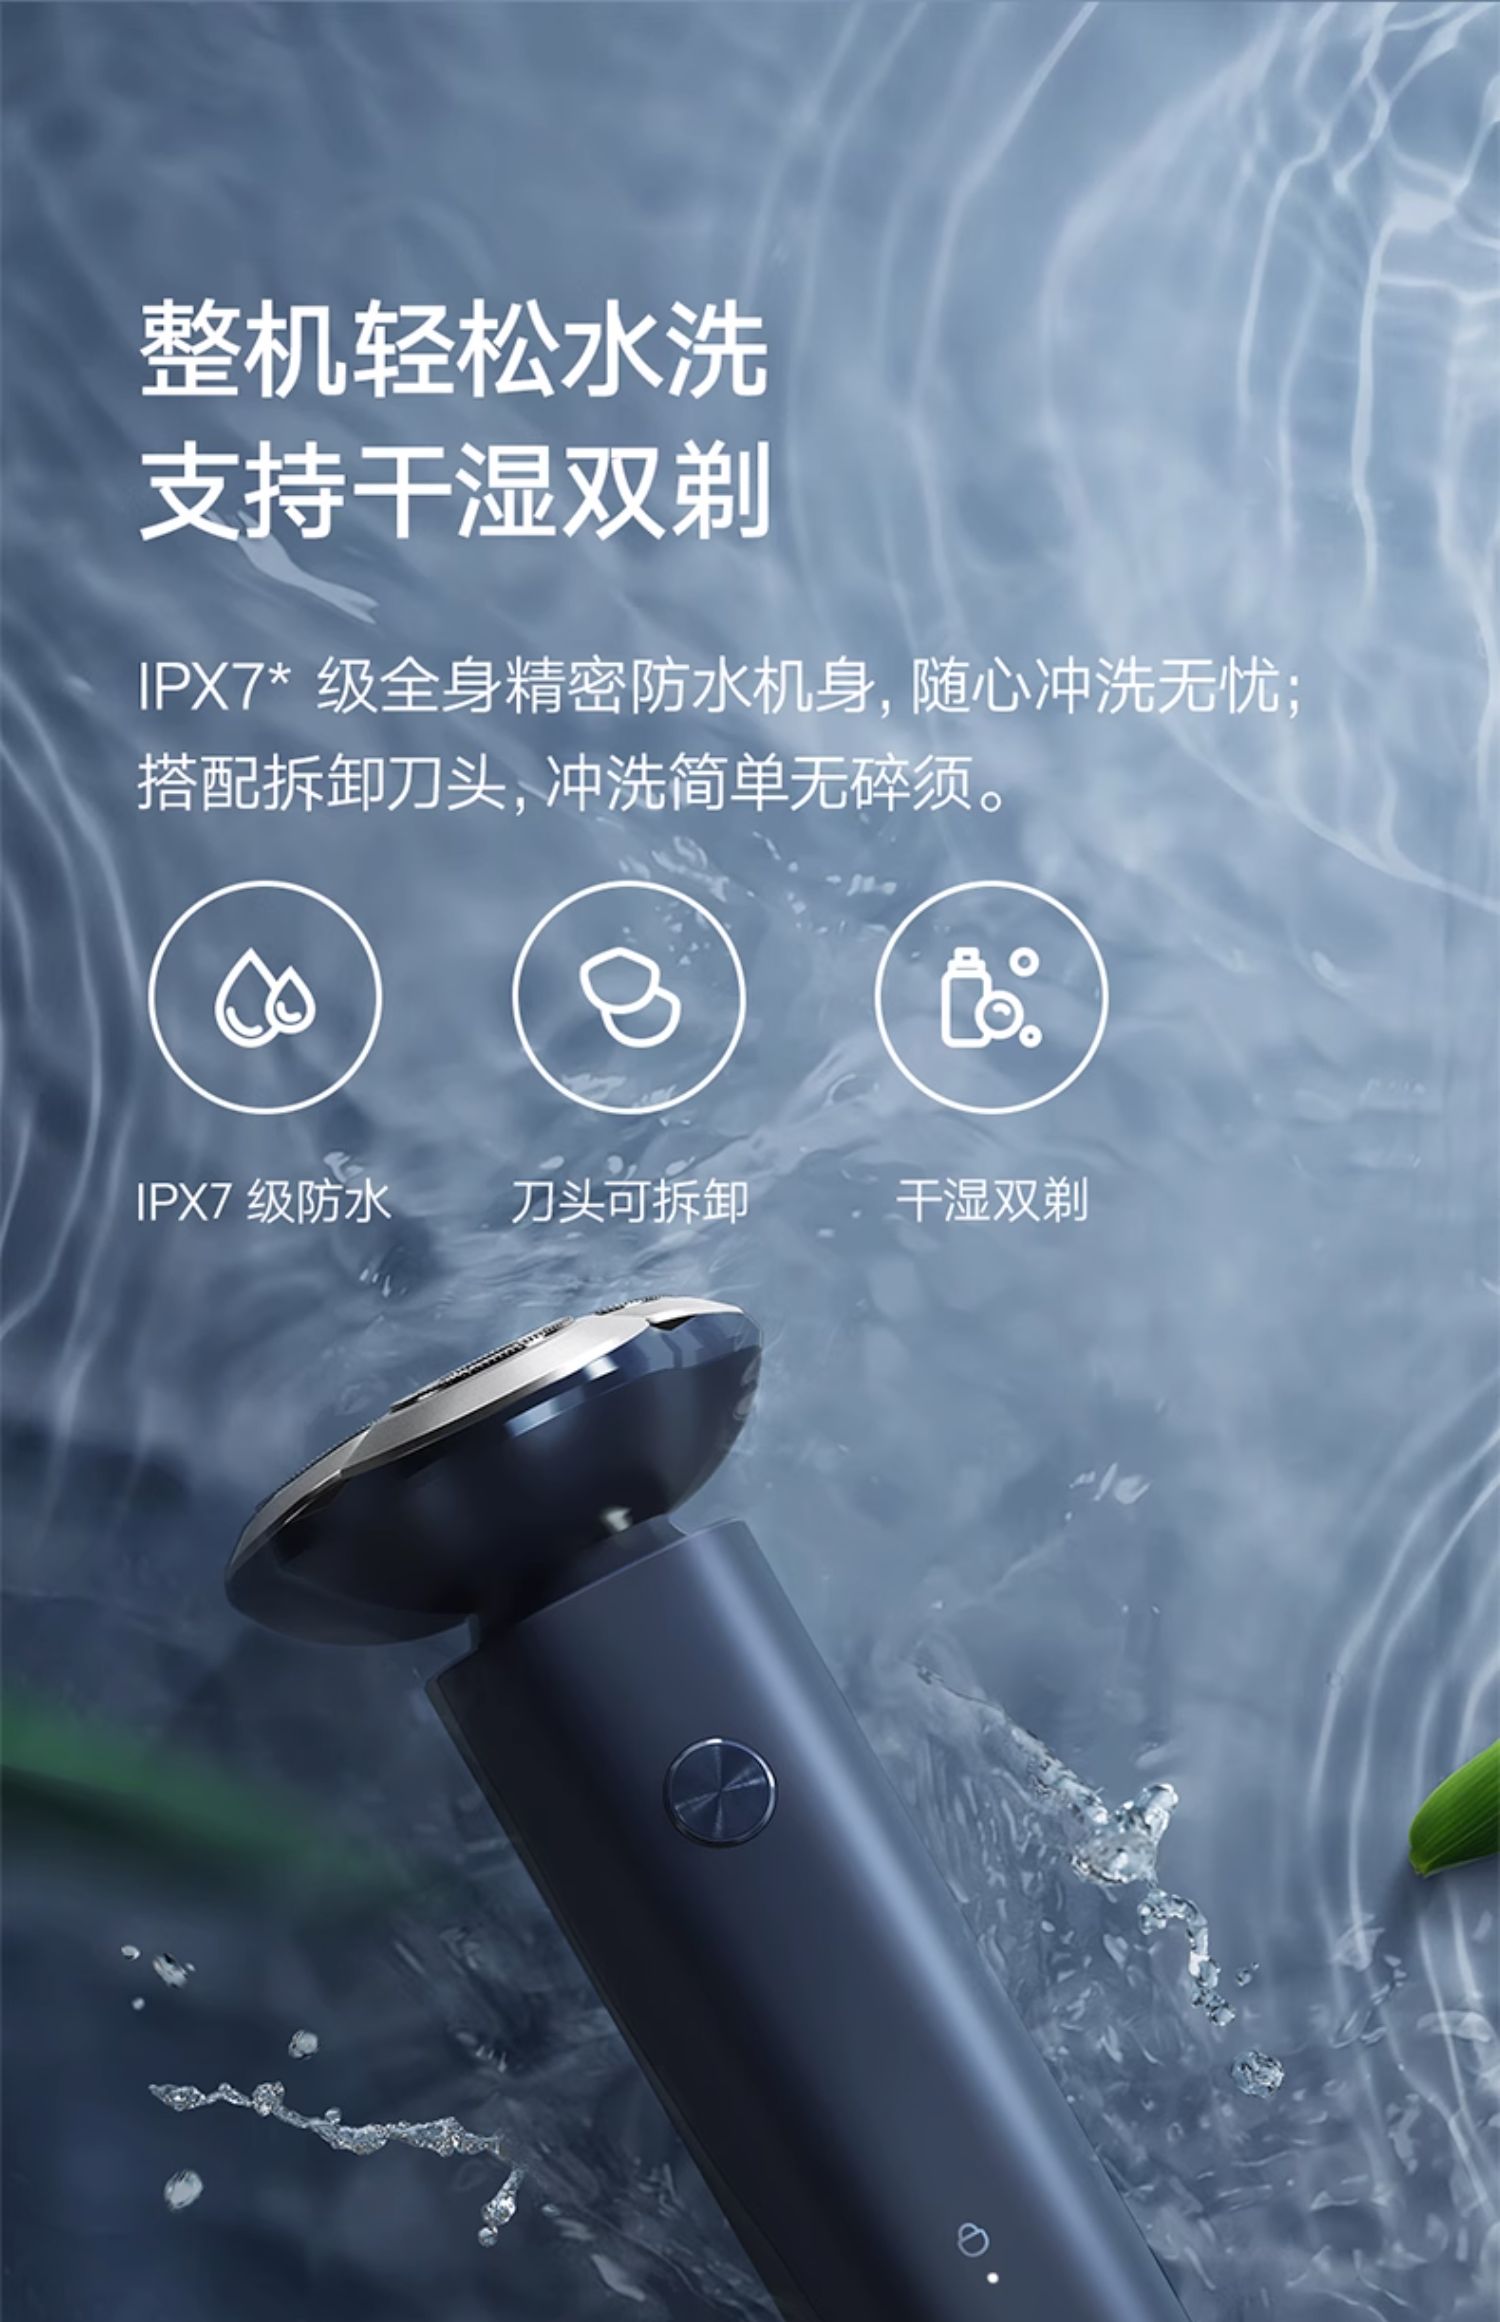 整机轻松水洗
支持干湿双剃
IPX7* 级全身精密防水机身, 随心冲洗无忧;
搭配拆卸刀头, 冲洗简单无碎须。
IPX7 级防水
刀头可拆卸
干湿双剃